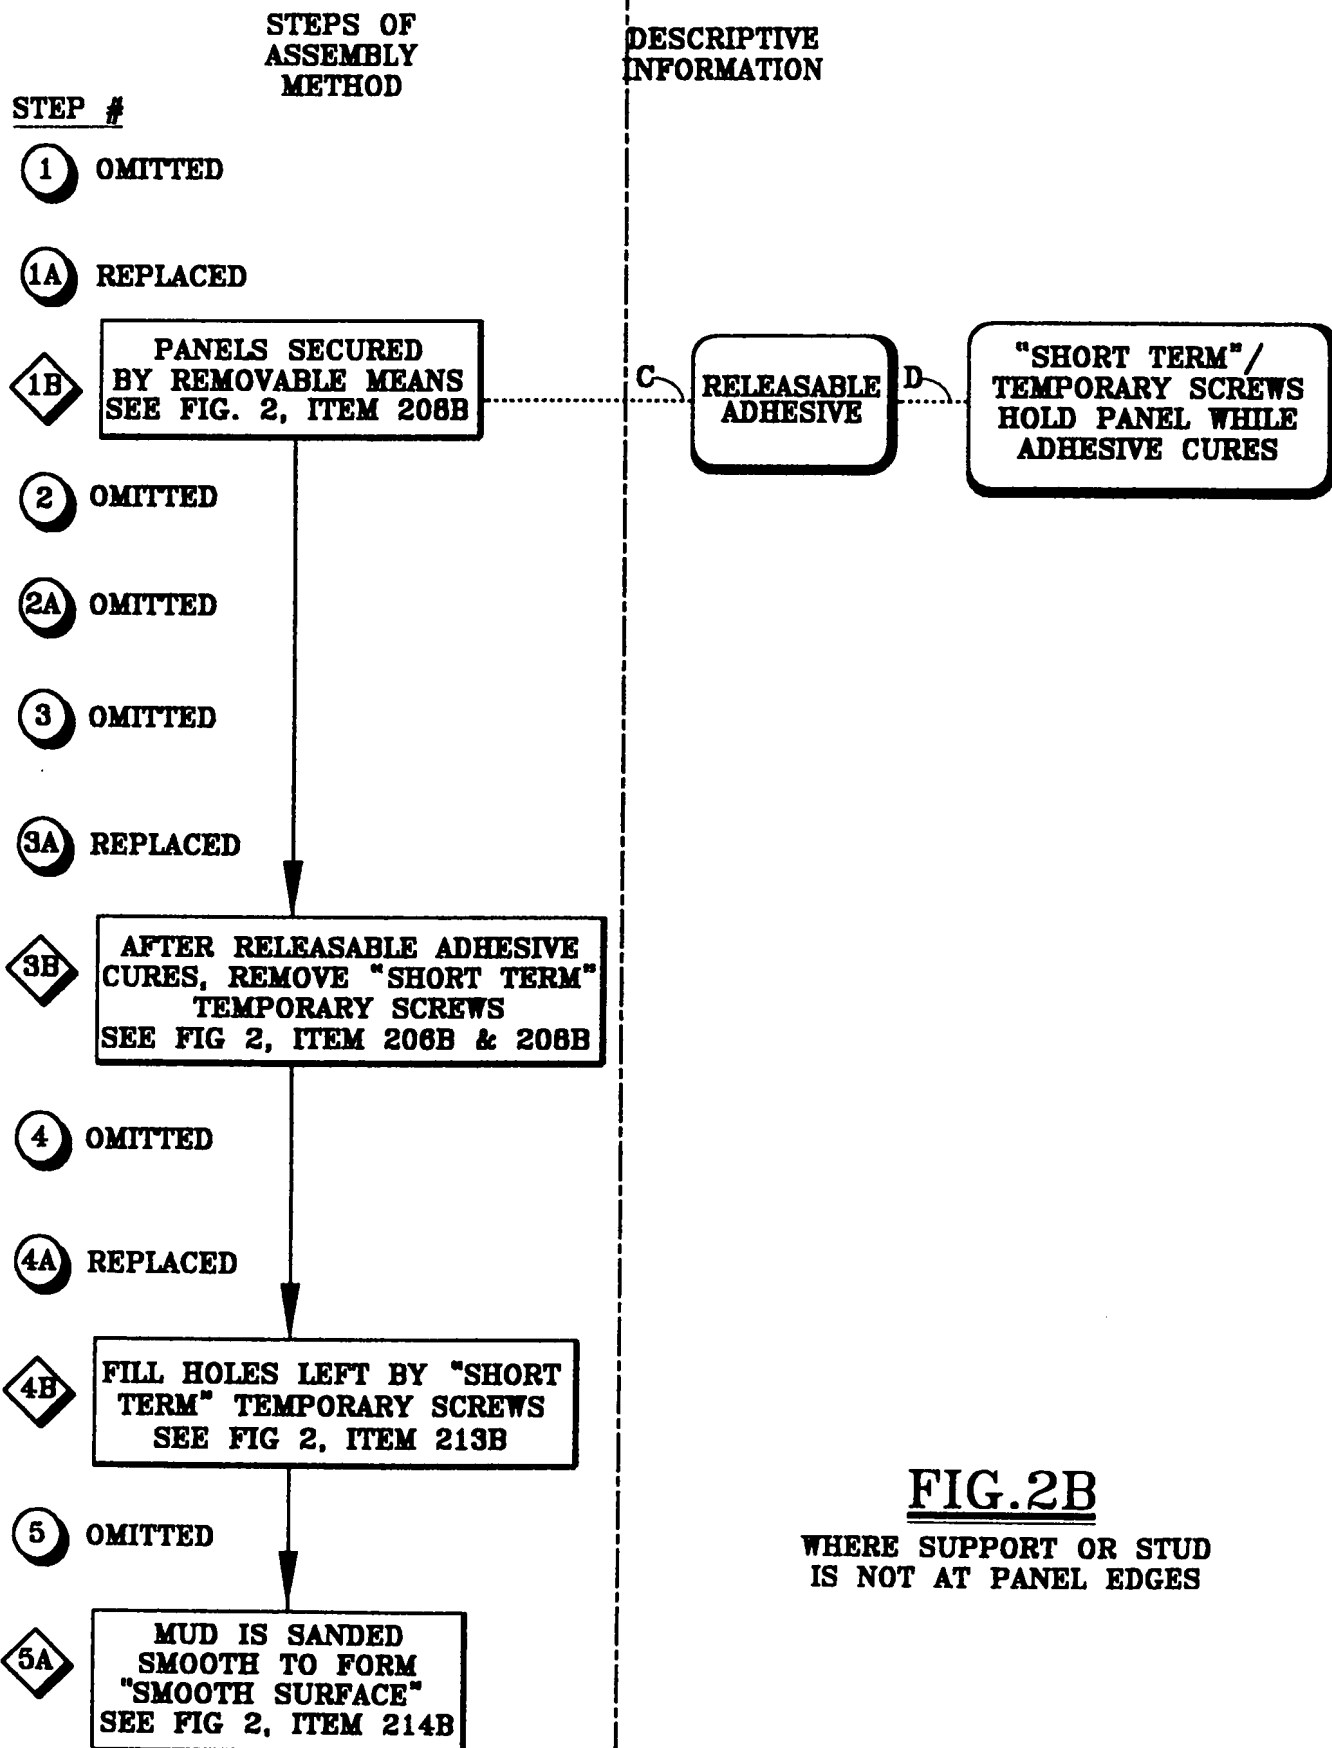 STEPS OF
ASSEMBLY
METHOD
DESCRIPTIVE
INFORMATION
STEP #
1 OMITTED
1A REPLACED
1B
PANELS SECURED
BY REMOVABLE MEANS
SEE FIG. 2, ITEM 208B
C
RELEASABLE
ADHESIVE
D
"SHORT TERM"/
TEMPORARY SCREWS
HOLD PANEL WHILE
ADHESIVE CURES
2 OMITTED
2A OMITTED
3 OMITTED
3A REPLACED
3B
AFTER RELEASABLE ADHESIVE
CURES, REMOVE "SHORT TERM"
TEMPORARY SCREWS
SEE FIG 2, ITEM 206B & 208B
4 OMITTED
4A REPLACED
4B
FILL HOLES LEFT BY "SHORT
TERM" TEMPORARY SCREWS
SEE FIG 2, ITEM 213B
5 OMITTED
5A
MUD IS SANDED
SMOOTH TO FORM
"SMOOTH SURFACE"
SEE FIG 2, ITEM 214B
FIG.2B
WHERE SUPPORT OR STUD
IS NOT AT PANEL EDGES